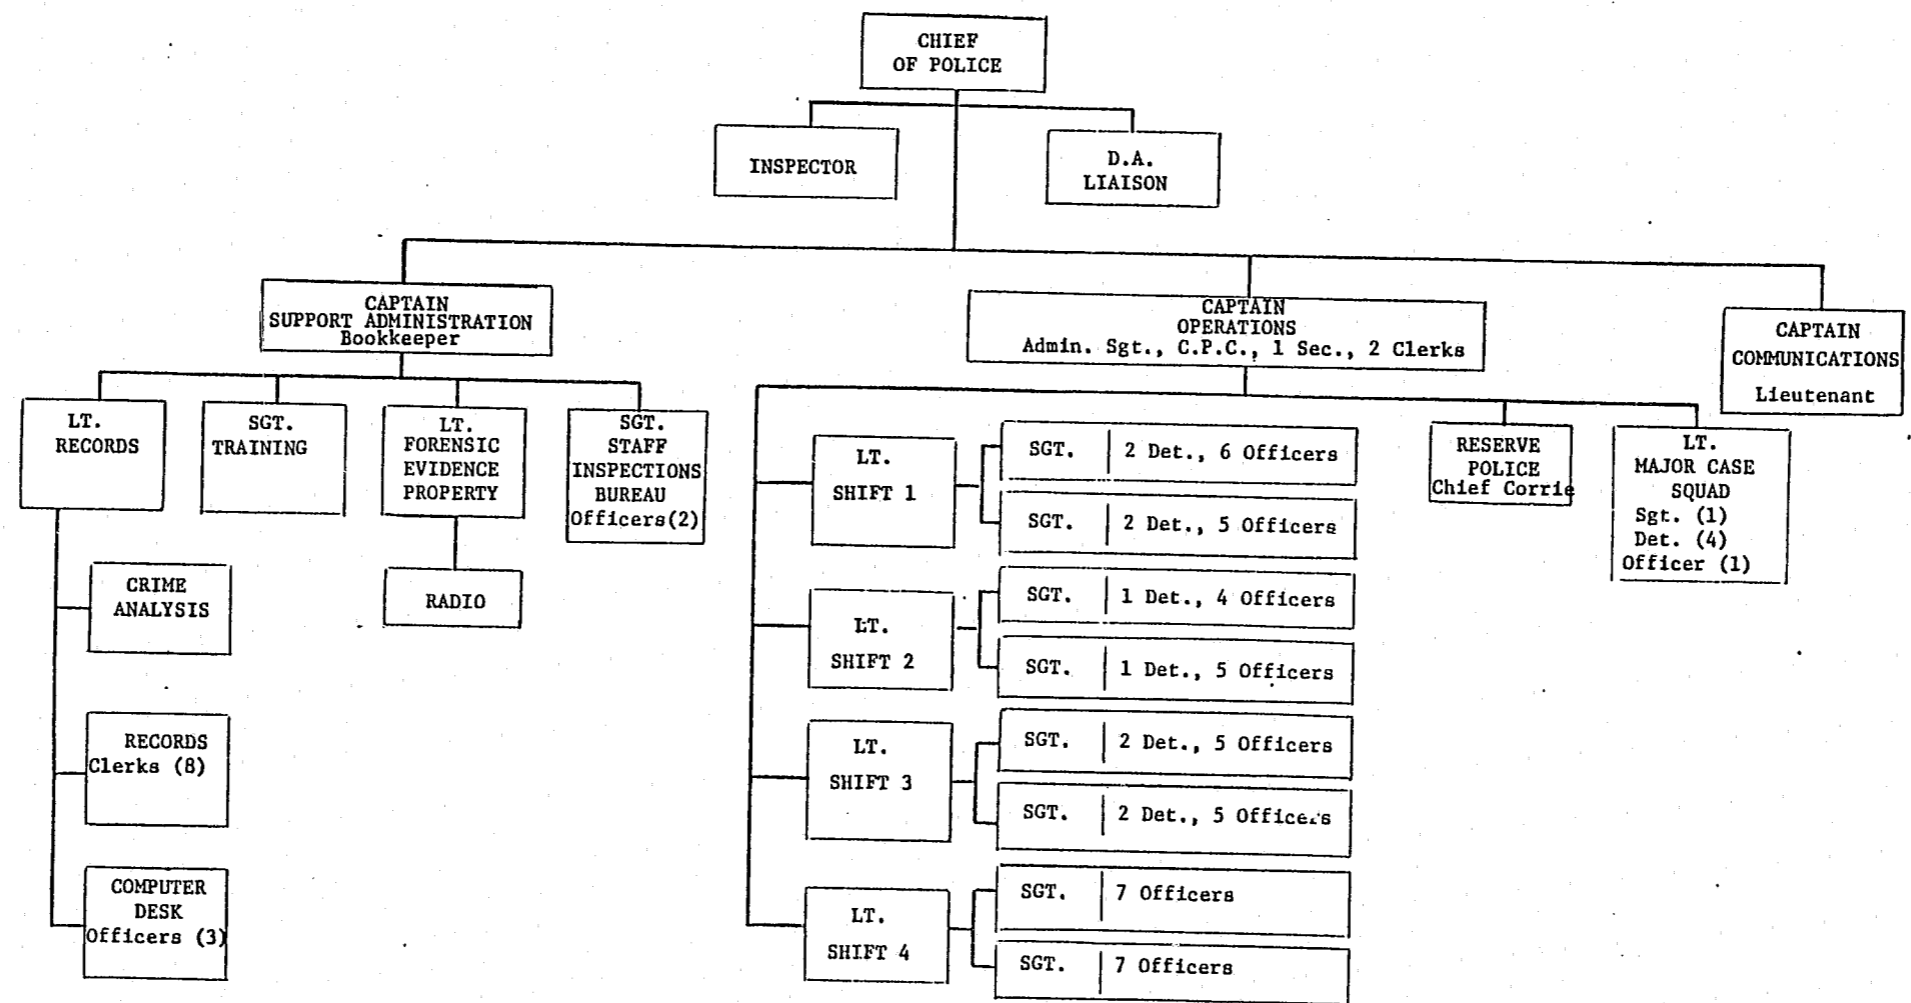 CHIEF
OF POLICE
INSPECTOR
D.A.
LIAISON
CAPTAIN
SUPPORT ADMINISTRATION
Bookkeeper
CAPTAIN
OPERATIONS
Admin. Sgt., C.P.C., 1 Sec., 2 Clerks
CAPTAIN
COMMUNICATIONS
Lieutenant
LT.
RECORDS
SGT.
TRAINING
LT.
FORENSIC
EVIDENCE
PROPERTY
SGT.
STAFF
INSPECTIONS
BUREAU
Officers(2)
CRIME
ANALYSIS
RECORDS
Clerks (8)
COMPUTER
DESK
Officers (3)
RADIO
LT.
SHIFT 1
SGT. 2 Det., 6 Officers
SGT. 2 Det., 5 Officers
LT.
SHIFT 2
SGT. 1 Det., 4 Officers
SGT. 1 Det., 5 Officers
LT.
SHIFT 3
SGT. 2 Det., 5 Officers
SGT. 2 Det., 5 Officers
LT.
SHIFT 4
SGT. 7 Officers
SGT. 7 Officers
RESERVE
POLICE
Chief Corrie
LT.
MAJOR CASE
SQUAD
Sgt. (1)
Det. (4)
Officer (1)